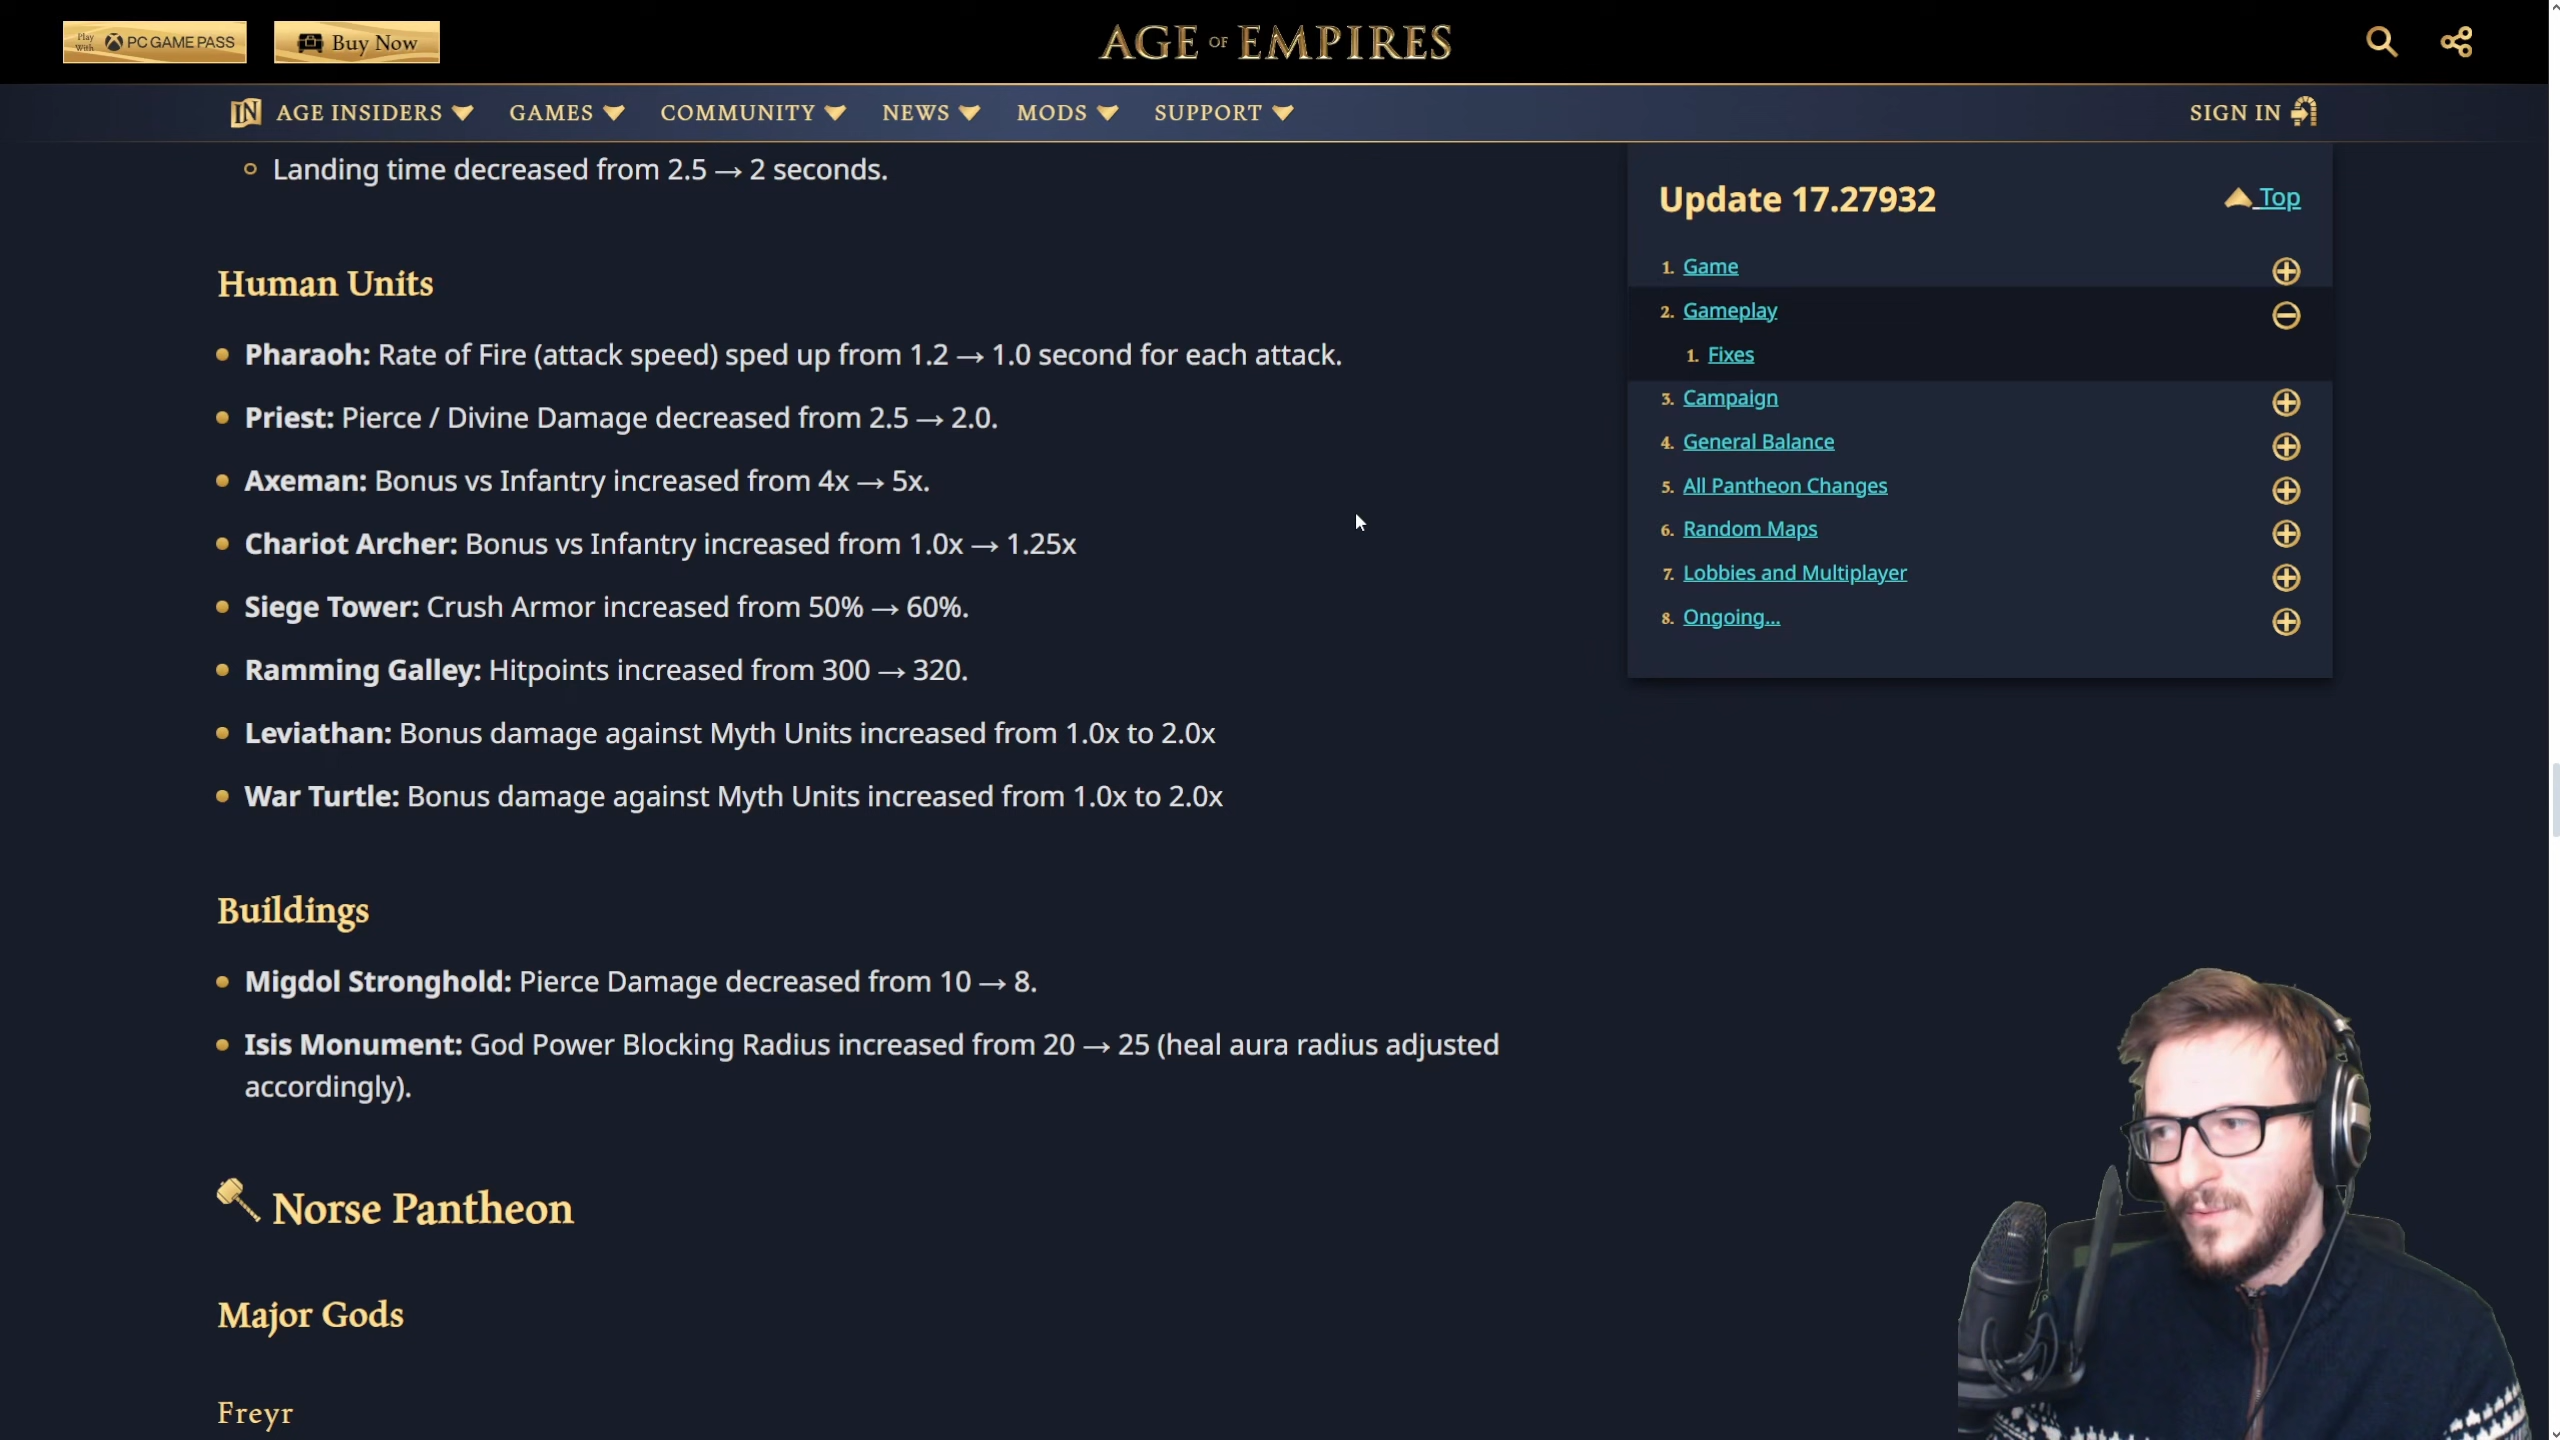 Play With PC GAME PASS
Buy Now
AGE OF EMPIRES
IN AGE INSIDERS
GAMES
COMMUNITY
NEWS
MODS
SUPPORT
SIGN IN
Landing time decreased from 2.5 → 2 seconds.
Human Units
Pharaoh: Rate of Fire (attack speed) sped up from 1.2 → 1.0 second for each attack.
Priest: Pierce / Divine Damage decreased from 2.5 → 2.0.
Axeman: Bonus vs Infantry increased from 4x → 5x.
Chariot Archer: Bonus vs Infantry increased from 1.0x → 1.25x
Siege Tower: Crush Armor increased from 50% → 60%.
Ramming Galley: Hitpoints increased from 300 → 320.
Leviathan: Bonus damage against Myth Units increased from 1.0x to 2.0x
War Turtle: Bonus damage against Myth Units increased from 1.0x to 2.0x
Buildings
Migdol Stronghold: Pierce Damage decreased from 10 → 8.
Isis Monument: God Power Blocking Radius increased from 20 → 25 (heal aura radius adjusted
accordingly).
Norse Pantheon
Major Gods
Freyr
Update 17.27932
Top
1. Game
2. Gameplay
1. Fixes
3. Campaign
4. General Balance
5. All Pantheon Changes
6. Random Maps
7. Lobbies and Multiplayer
8. Ongoing...